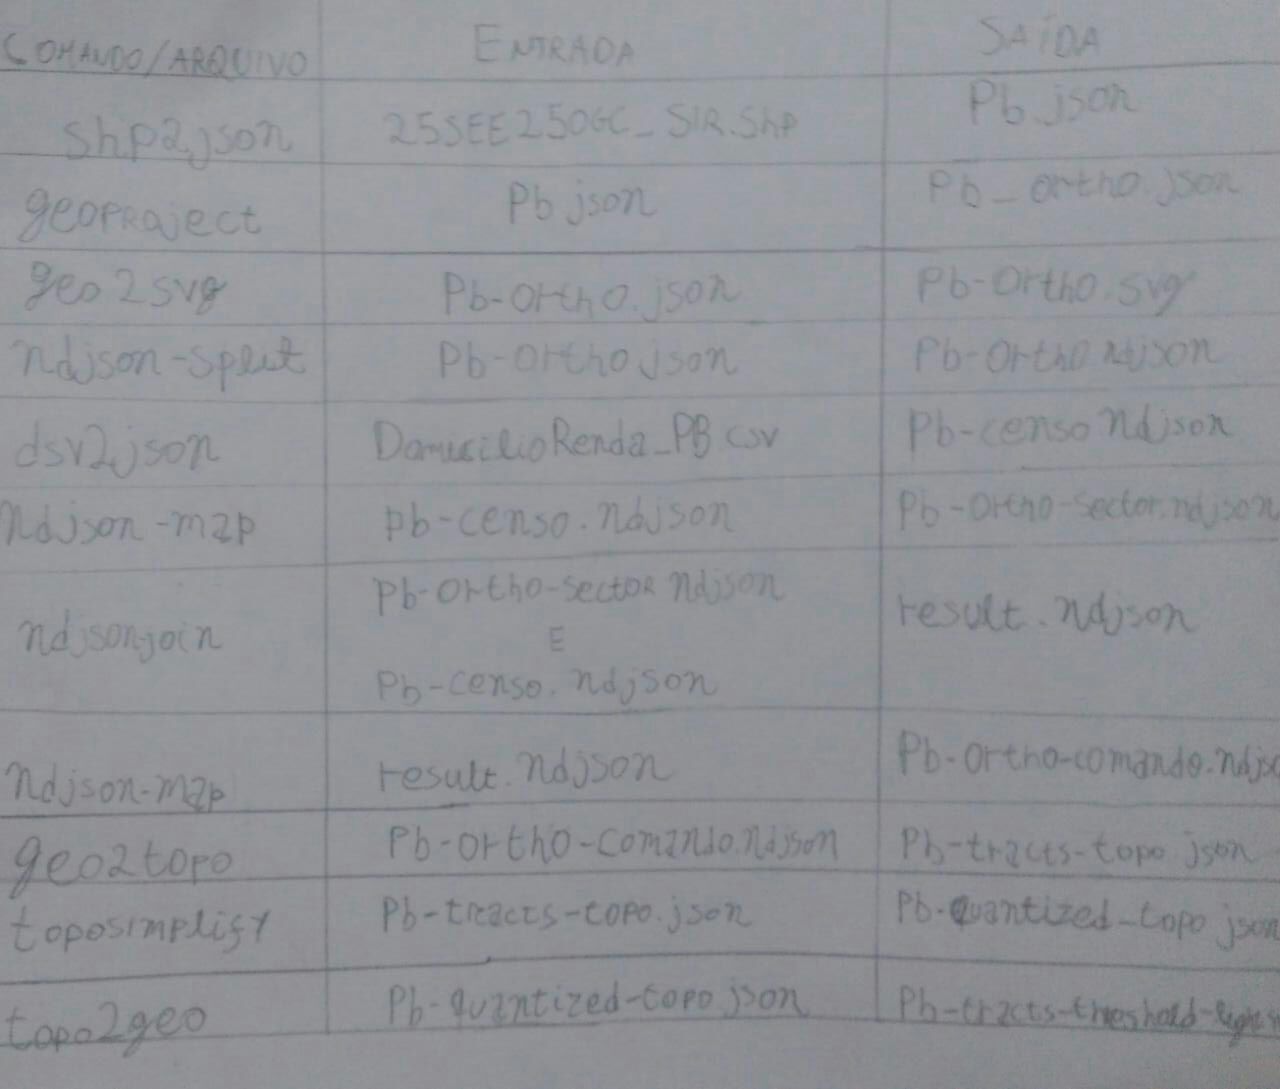 COMANDO/ARQUIVO ENTRADA SAÍDA
shp2json 25SEE250GC_SIR.shp Pb.json
geoproject Pb json Pb_ortho.json
geo2svg Pb-ortho.json Pb-ortho.svg
ndjson-split Pb-ortho json Pb-ortho.ndjson
dsv2json DomicilioRenda_PB csv Pb-censo ndjson
ndjson-map pb-censo.ndjson Pb-ortho-sector.ndjson
ndjsonjoin Pb-ortho-sector ndjson result.ndjson
E
Pb-censo.ndjson
ndjson-map result.ndjson Pb-ortho-comando.ndjso
geo2topo Pb-ortho-comando.ndjson Pb-tracts-topo json
toposimplify Pb-tracts-topo.json Pb-quantized-topo json
topo2geo Pb-quantized-topo json Pb-tracts-threshold-light